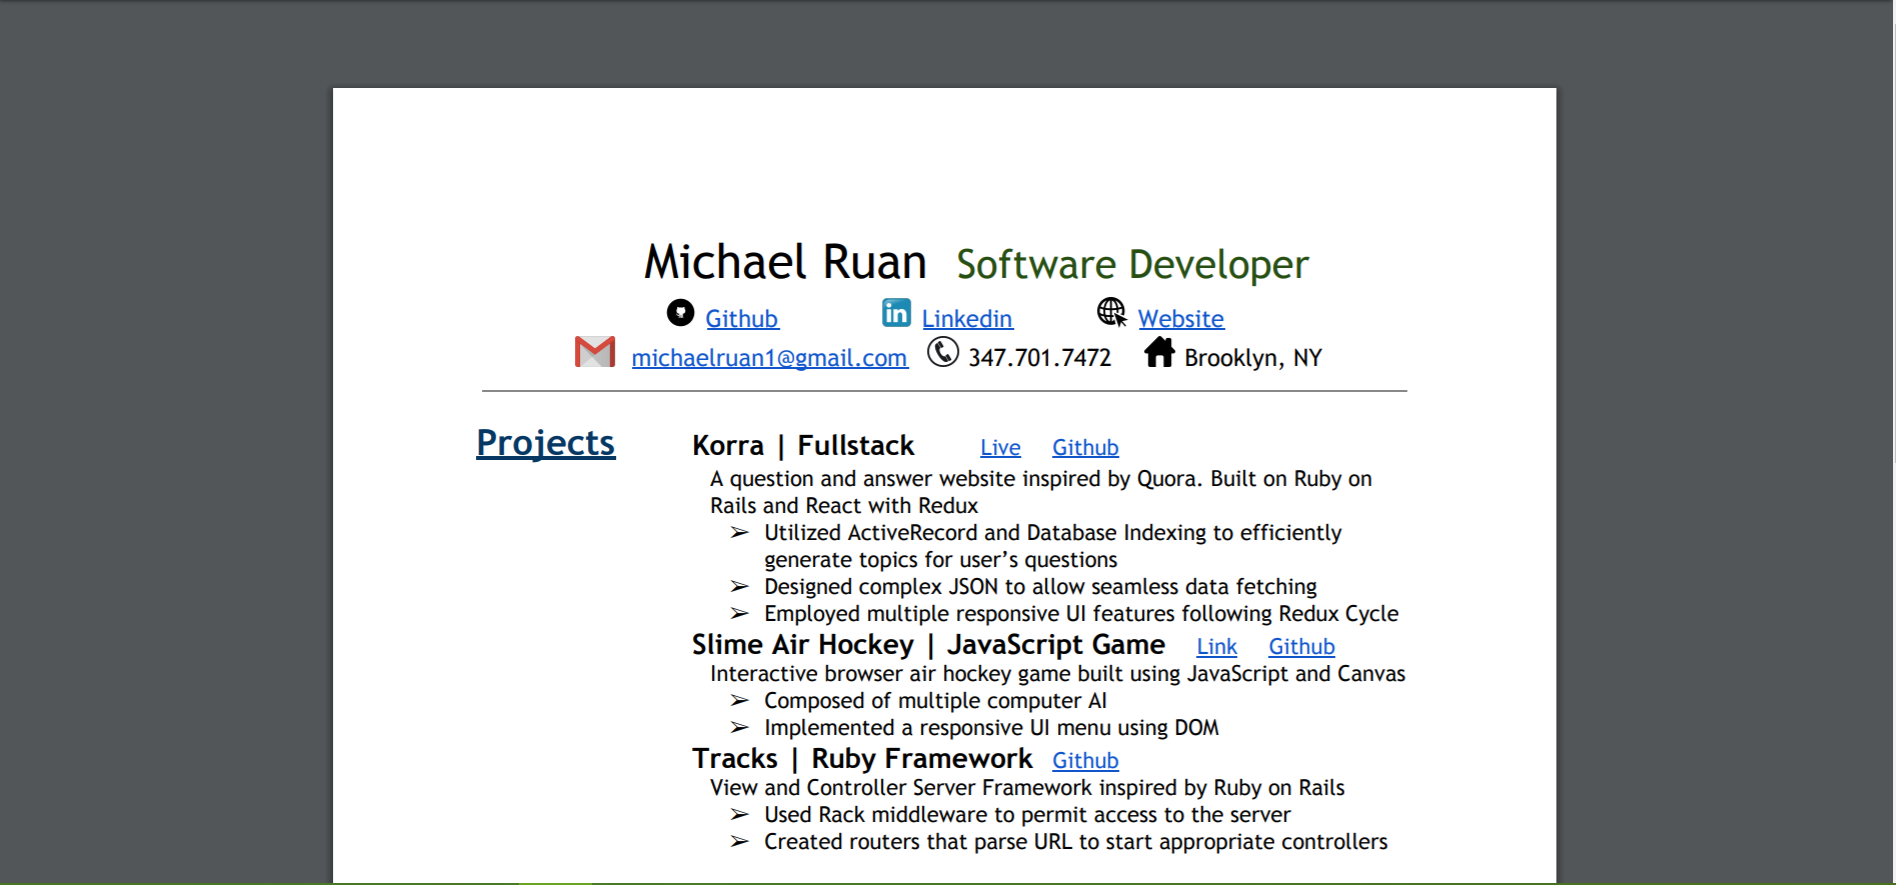 Michael Ruan Software Developer
Github Linkedin Website
michaelruan1@gmail.com 347.701.7472 Brooklyn, NY
Projects
Korra | Fullstack Live Github
A question and answer website inspired by Quora. Built on Ruby on
Rails and React with Redux
➢ Utilized ActiveRecord and Database Indexing to efficiently
generate topics for user’s questions
➢ Designed complex JSON to allow seamless data fetching
➢ Employed multiple responsive UI features following Redux Cycle
Slime Air Hockey | JavaScript Game Link Github
Interactive browser air hockey game built using JavaScript and Canvas
➢ Composed of multiple computer AI
➢ Implemented a responsive UI menu using DOM
Tracks | Ruby Framework Github
View and Controller Server Framework inspired by Ruby on Rails
➢ Used Rack middleware to permit access to the server
➢ Created routers that parse URL to start appropriate controllers